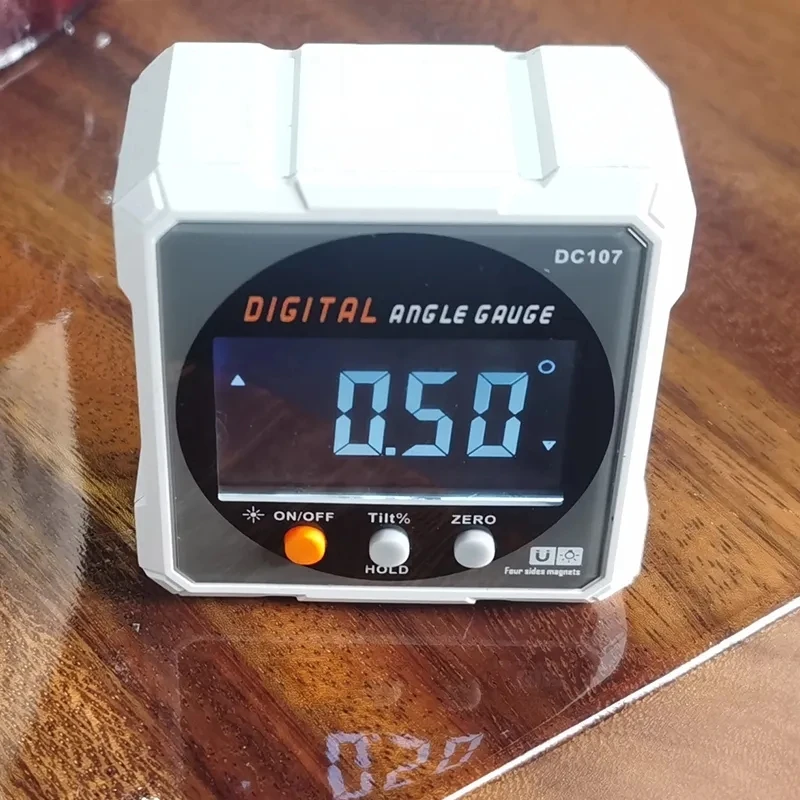 DC107
DIGITAL ANGLE GAUGE
0.50°
ON/OFF Tilt% ZERO
HOLD
Four sides magnets